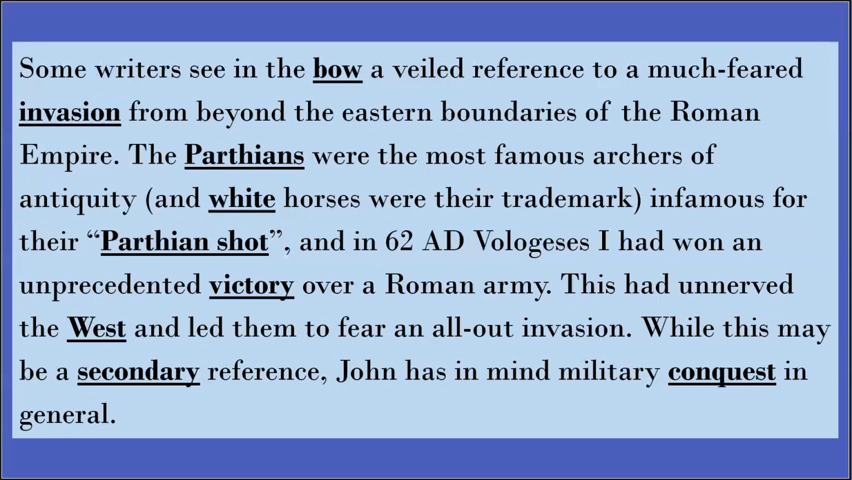 Some writers see in the bow a veiled reference to a much-feared
invasion from beyond the eastern boundaries of the Roman
Empire. The Parthians were the most famous archers of
antiquity (and white horses were their trademark) infamous for
their “Parthian shot”, and in 62 AD Vologeses I had won an
unprecedented victory over a Roman army. This had unnerved
the West and led them to fear an all-out invasion. While this may
be a secondary reference, John has in mind military conquest in
general.